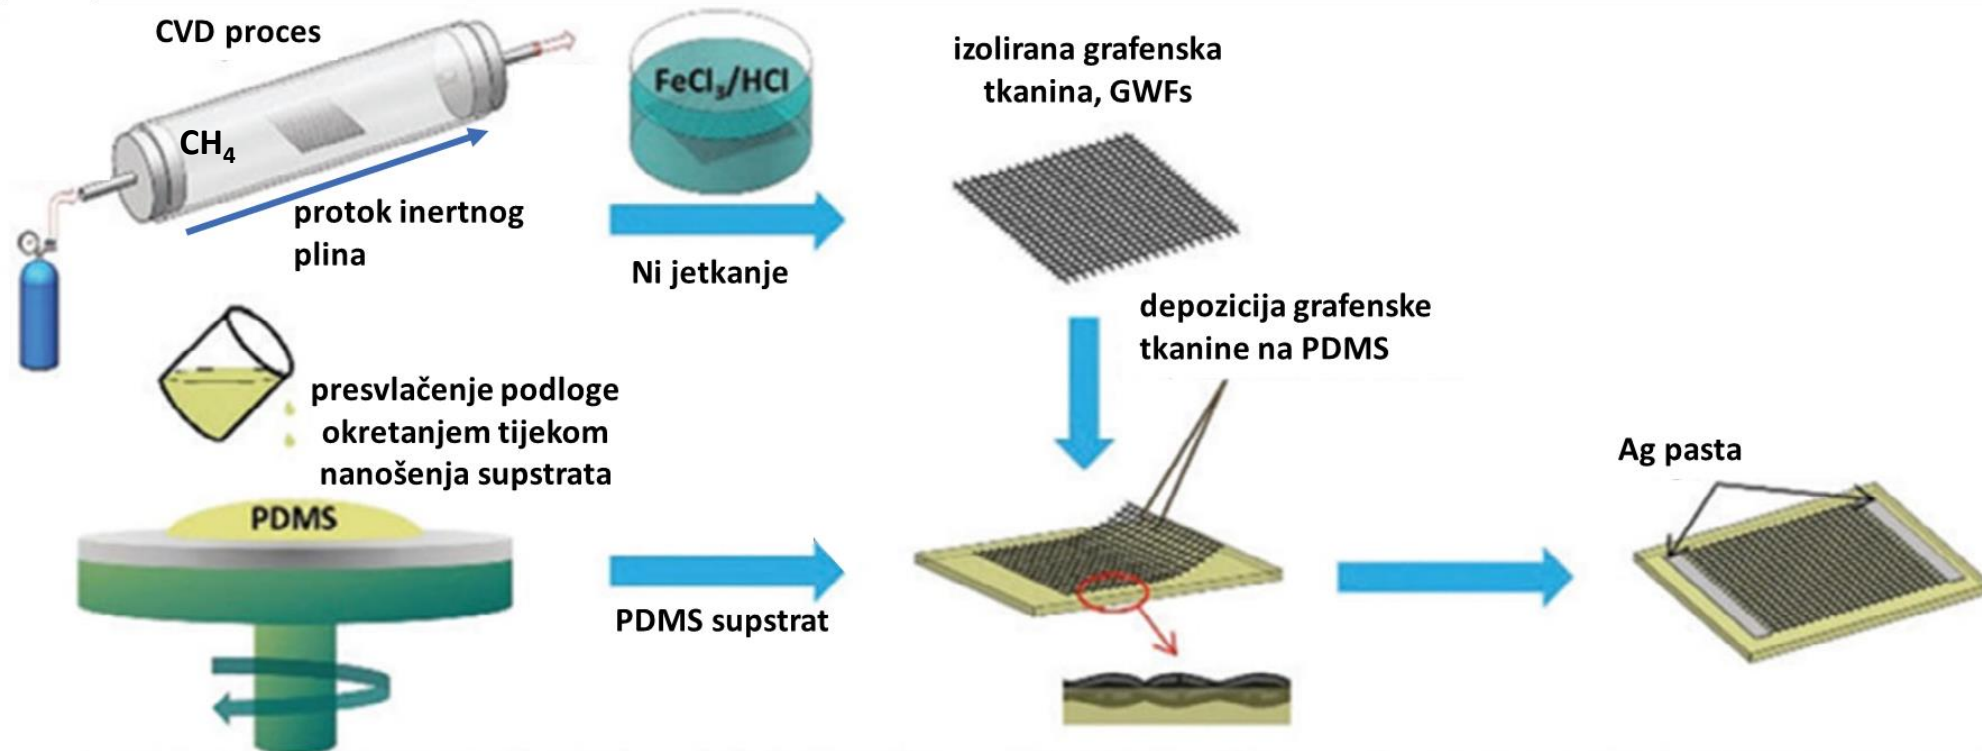 CVD proces
CH₄
protok inertnog
plina
FeCl₃/HCl
Ni jetkanje
izolirana grafenska
tkanina, GWFs
depozicija grafenske
tkanine na PDMS
presvlačenje podloge
okretanjem tijekom
nanošenja supstrata
PDMS
PDMS supstrat
Ag pasta